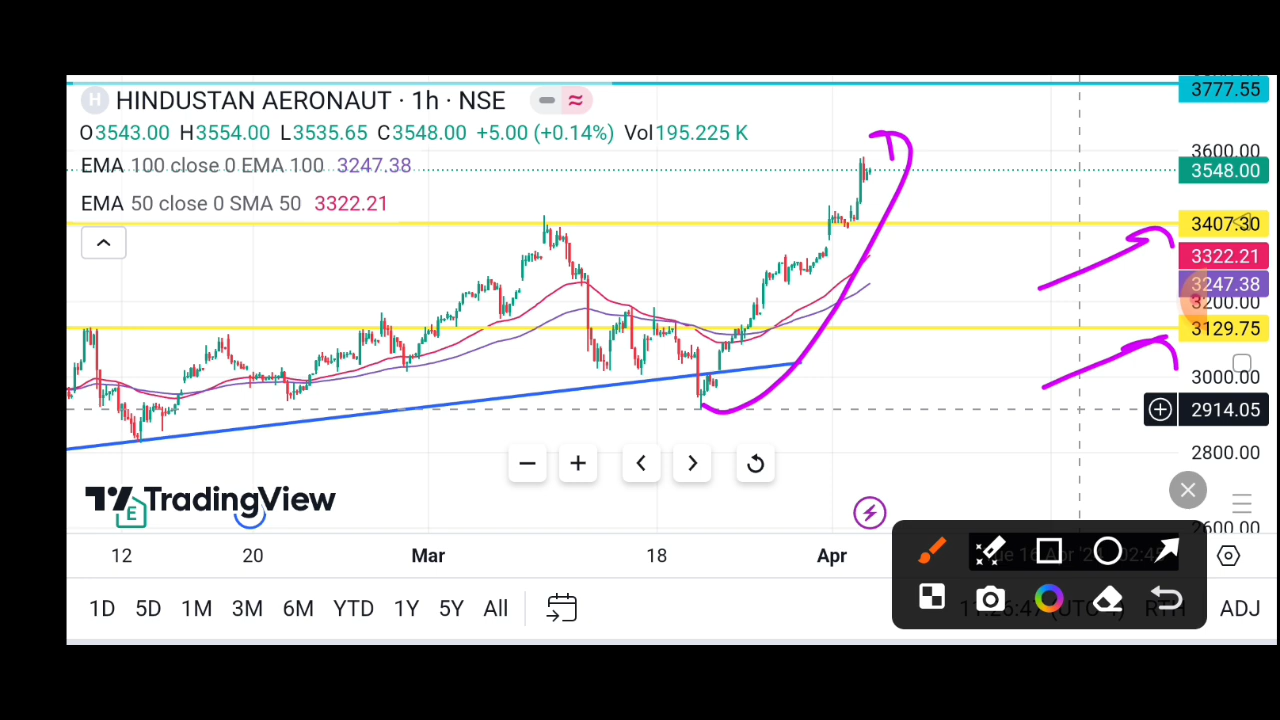 H HINDUSTAN AERONAUT · 1h · NSE
O3543.00 H3554.00 L3535.65 C3548.00 +5.00 (+0.14%) Vol195.225 K
EMA 100 close 0 EMA 100 3247.38
EMA 50 close 0 SMA 50 3322.21
3777.55
3600.00
3548.00
3407.30
3322.21
3247.38
3200.00
3129.75
3000.00
2914.05
2800.00
2600.00
TradingView
E
12 20 Mar 18 Apr
1D 5D 1M 3M 6M YTD 1Y 5Y All
RTH ADJ